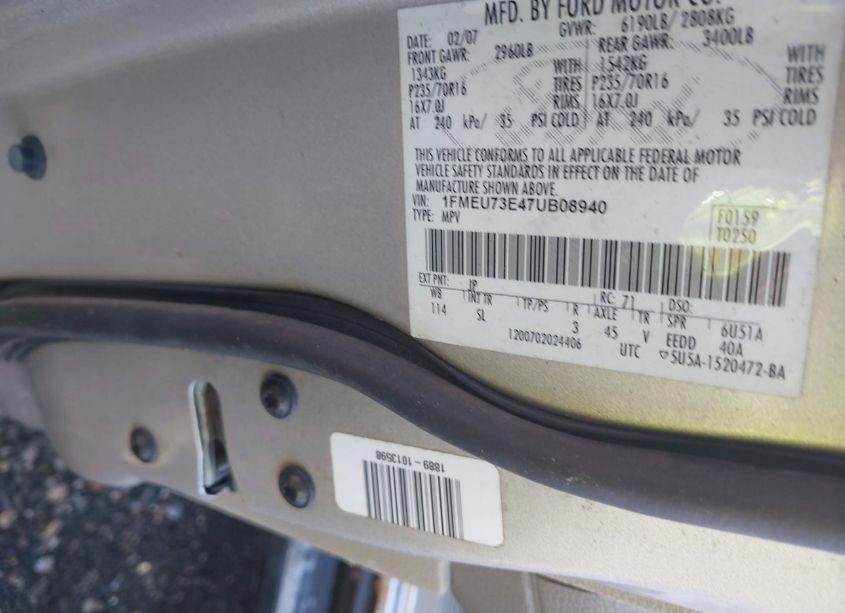 MFD. BY FORD MOTOR CO.
DATE: 02/07 GVWR: 6190LB/ 2808KG
FRONT GAWR: 2960LB REAR GAWR: 3400LB
1343KG WITH 1542KG WITH
P235/70R16 TIRES P235/70R16 TIRES
16X7.0J RIMS 16X7.0J RIMS
AT 240 kPa/ 35 PSI COLD AT 240 kPa/ 35 PSI COLD
THIS VEHICLE CONFORMS TO ALL APPLICABLE FEDERAL MOTOR
VEHICLE SAFETY STANDARDS IN EFFECT ON THE DATE OF
MANUFACTURE SHOWN ABOVE.
VIN: 1FMEU73E47UB08940
TYPE: MPV
F0159
T0250
EXT PNT: JP RC: 71 DSO:
WB INT TR TP/PS R AXLE TR SPR 6U51A
114 SL 3 45 V EEDD 40A
1200702024406 UTC ▽5U5A-1520472-BA
1889-1013598